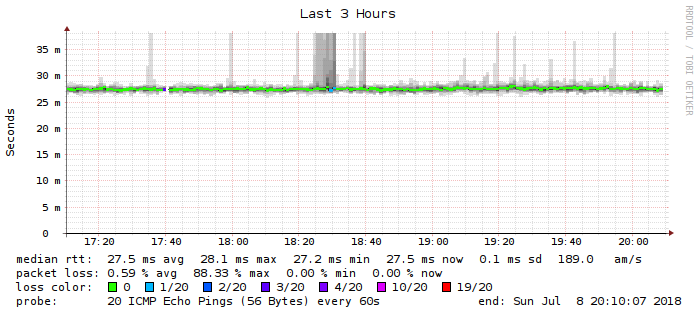 Last 3 Hours
RRDTOOL / TOBI OETIKER
Seconds
35 m
30 m
25 m
20 m
15 m
10 m
5 m
0
17:20 17:40 18:00 18:20 18:40 19:00 19:20 19:40 20:00
median rtt: 27.5 ms avg 28.1 ms max 27.2 ms min 27.5 ms now 0.1 ms sd 189.0 am/s
packet loss: 0.59 % avg 88.33 % max 0.00 % min 0.00 % now
loss color: 0 1/20 2/20 3/20 4/20 10/20 19/20
probe: 20 ICMP Echo Pings (56 Bytes) every 60s end: Sun Jul 8 20:10:07 2018